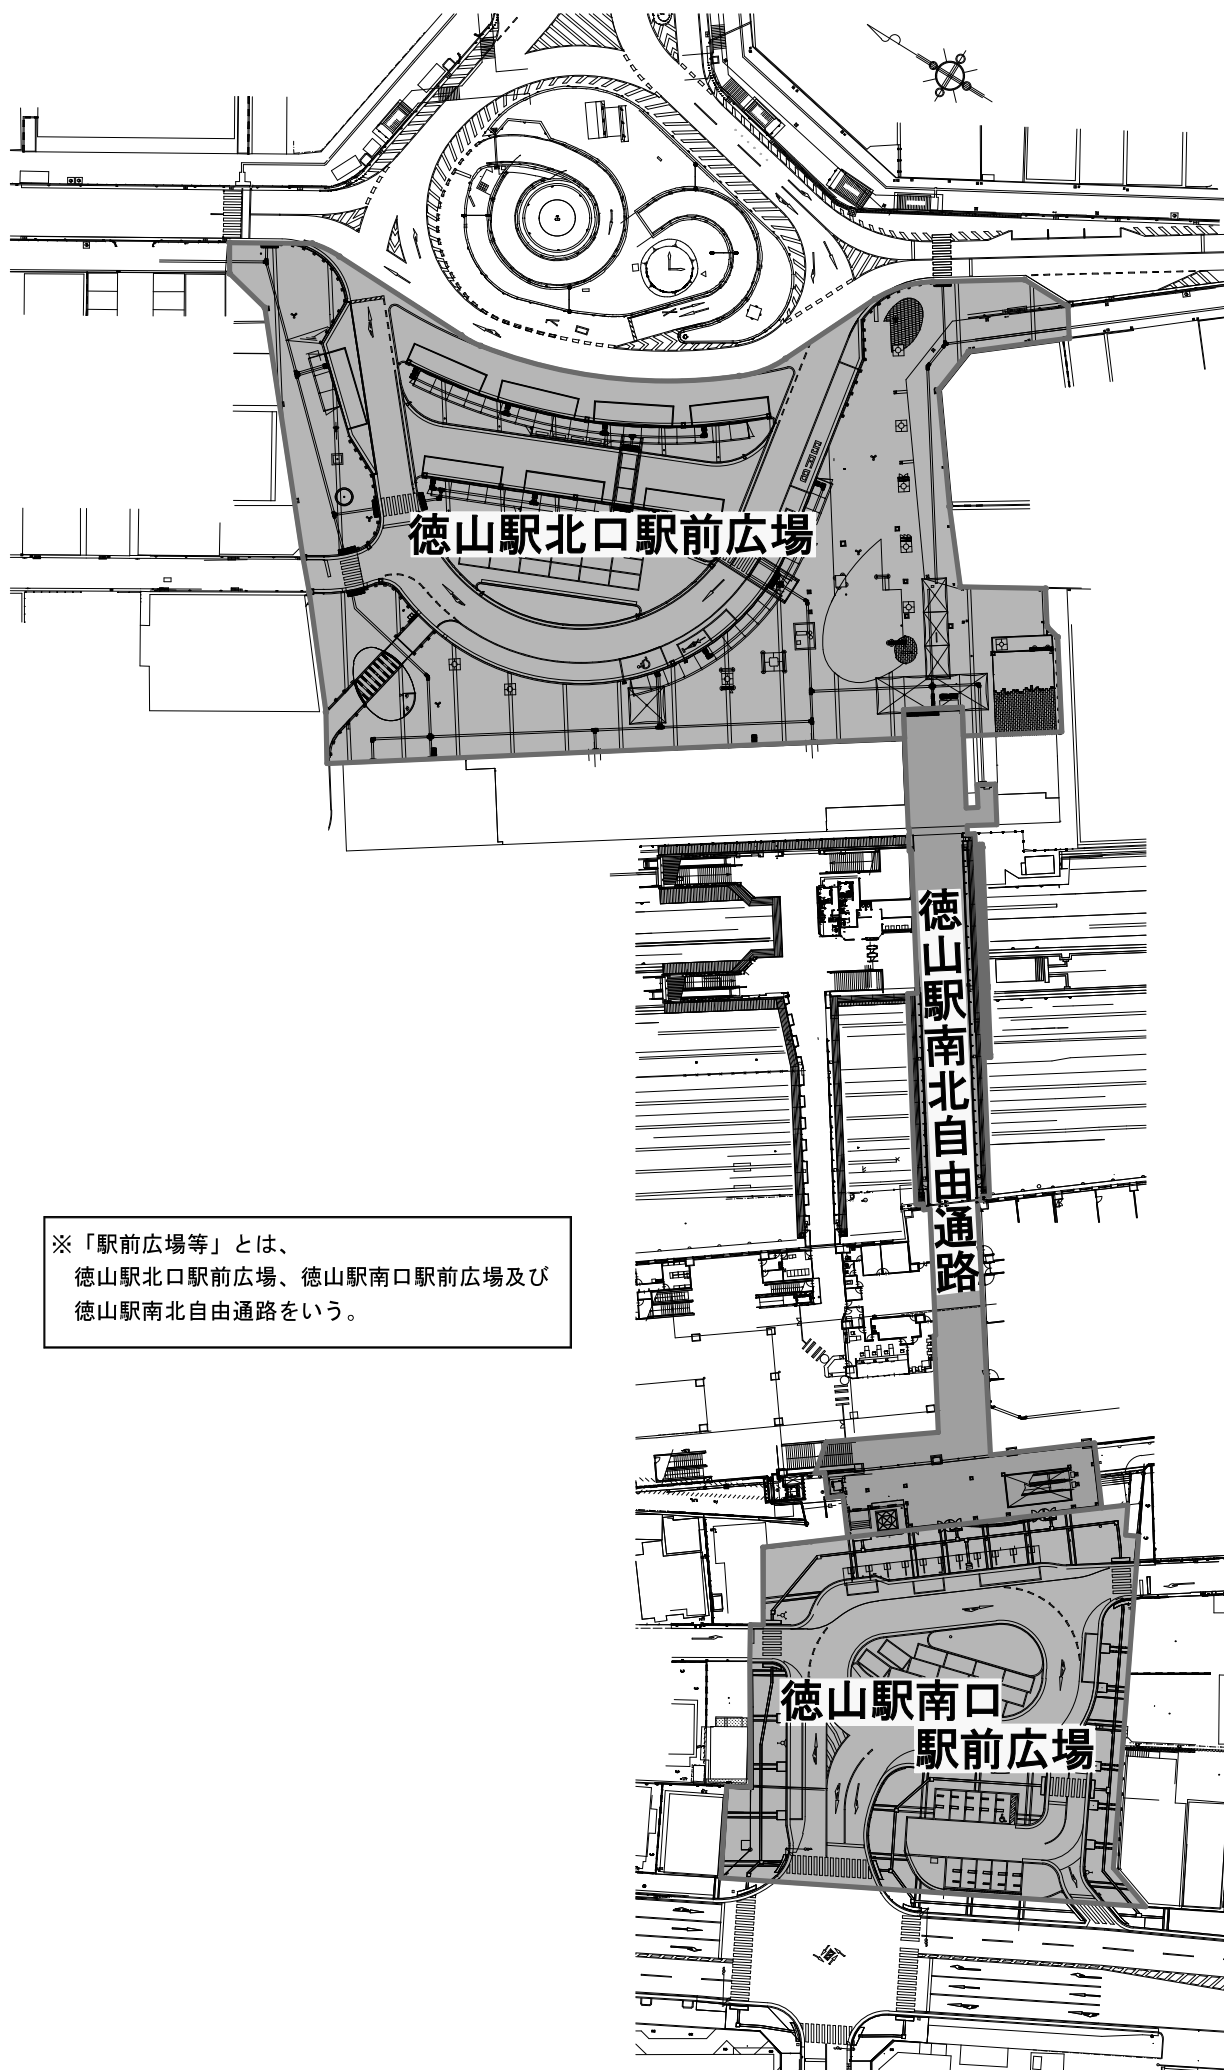 徳山駅北口駅前広場
徳山駅南北自由通路
※「駅前広場等」とは、
徳山駅北口駅前広場、徳山駅南口駅前広場及び
徳山駅南北自由通路をいう。
徳山駅南口
駅前広場